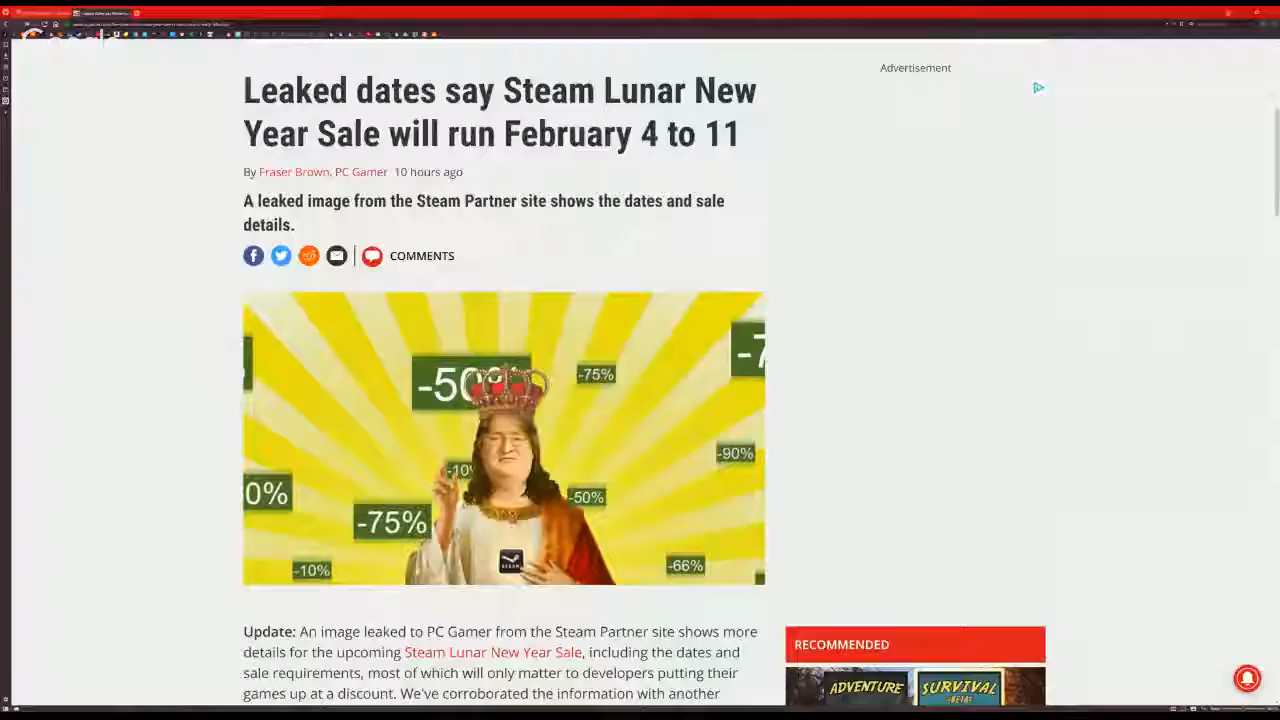 Advertisement
Leaked dates say Steam Lunar New
Year Sale will run February 4 to 11
By Fraser Brown, PC Gamer 10 hours ago
A leaked image from the Steam Partner site shows the dates and sale
details.
COMMENTS
-50%
-75%
-7
-10%
-90%
0%
-50%
-75%
STEAM
-10%
-66%
Update: An image leaked to PC Gamer from the Steam Partner site shows more
details for the upcoming Steam Lunar New Year Sale, including the dates and
sale requirements, most of which will only matter to developers putting their
games up at a discount. We've corroborated the information with another
RECOMMENDED
ADVENTURE
SURVIVAL
BETA